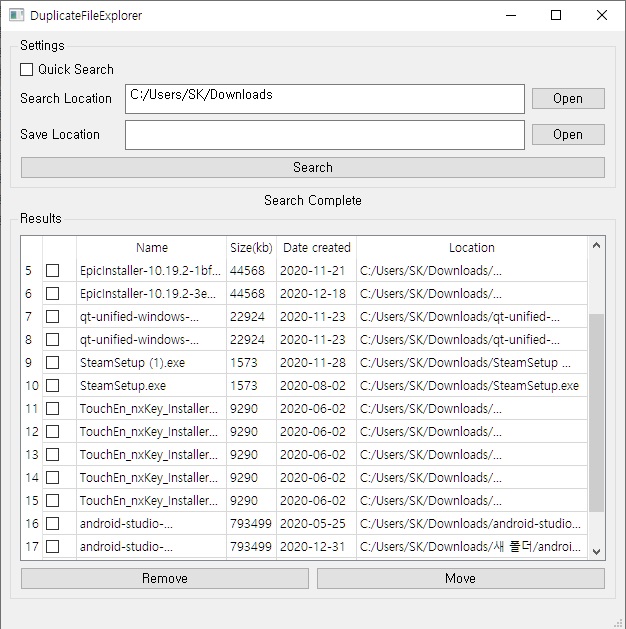 DuplicateFileExplorer
Settings
Quick Search
Search Location C:/Users/SK/Downloads Open
Save Location Open
Search
Search Complete
Results
Name Size(kb) Date created Location
5 EpicInstaller-10.19.2-1bf... 44568 2020-11-21 C:/Users/SK/Downloads/...
6 EpicInstaller-10.19.2-3e... 44568 2020-12-18 C:/Users/SK/Downloads/...
7 qt-unified-windows-... 22924 2020-11-23 C:/Users/SK/Downloads/qt-unified-...
8 qt-unified-windows-... 22924 2020-11-23 C:/Users/SK/Downloads/qt-unified-...
9 SteamSetup (1).exe 1573 2020-11-28 C:/Users/SK/Downloads/SteamSetup ...
10 SteamSetup.exe 1573 2020-08-02 C:/Users/SK/Downloads/SteamSetup.exe
11 TouchEn_nxKey_Installer... 9290 2020-06-02 C:/Users/SK/Downloads/...
12 TouchEn_nxKey_Installer... 9290 2020-06-02 C:/Users/SK/Downloads/...
13 TouchEn_nxKey_Installer... 9290 2020-06-02 C:/Users/SK/Downloads/...
14 TouchEn_nxKey_Installer... 9290 2020-06-02 C:/Users/SK/Downloads/...
15 TouchEn_nxKey_Installer... 9290 2020-06-02 C:/Users/SK/Downloads/...
16 android-studio-... 793499 2020-05-25 C:/Users/SK/Downloads/android-studio...
17 android-studio-... 793499 2020-12-31 C:/Users/SK/Downloads/새 폴더/androi...
Remove Move